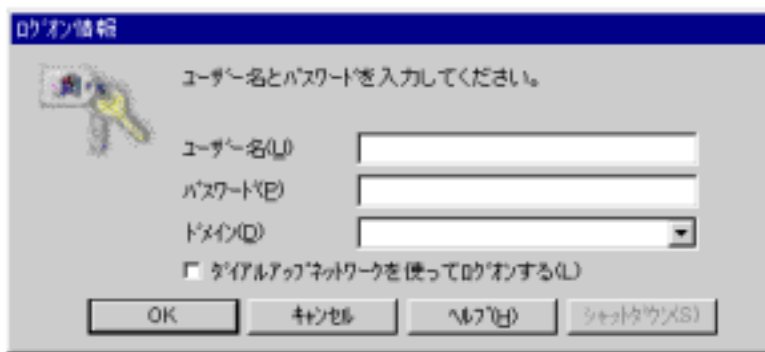 ログオン情報
ユーザー名とパスワードを入力してください。
ユーザー名(U)
パスワード(P)
ドメイン(D)
ダイアルアップネットワークを使ってログオンする(L)
OK キャンセル ヘルプ(H) シャットダウン(S)